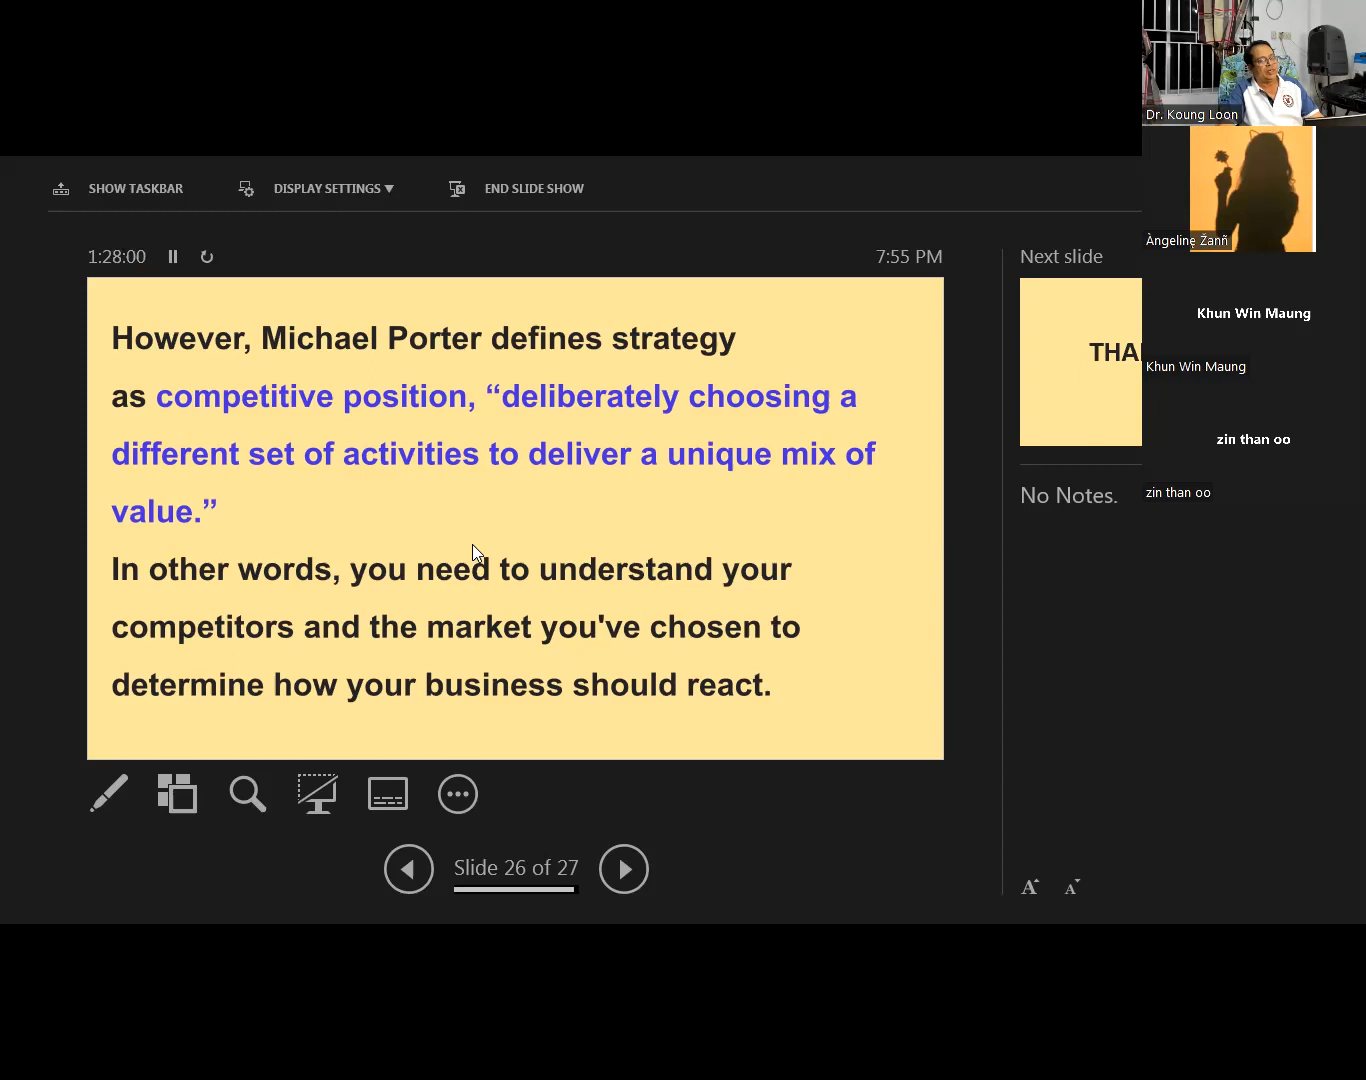 Dr. Koung Loon
SHOW TASKBAR
DISPLAY SETTINGS ▼
END SLIDE SHOW
Àngelinę Žanñ
1:28:00
7:55 PM
Next slide
However, Michael Porter defines strategy
as competitive position, “deliberately choosing a
different set of activities to deliver a unique mix of
value.”
In other words, you need to understand your
competitors and the market you've chosen to
determine how your business should react.
THA
Khun Win Maung
Khun Win Maung
zin than oo
zin than oo
No Notes.
Slide 26 of 27
A A